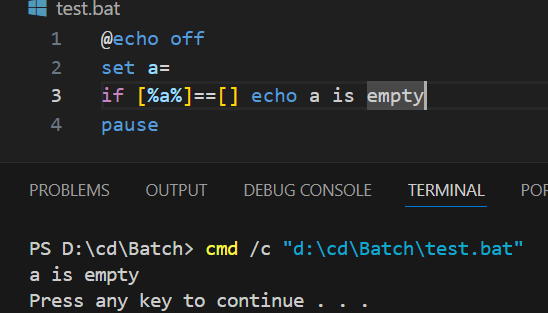 test.bat
1 @echo off
2 set a=
3 if [%a%]==[] echo a is empty
4 pause
PROBLEMS OUTPUT DEBUG CONSOLE TERMINAL POR
PS D:\cd\Batch> cmd /c "d:\cd\Batch\test.bat"
a is empty
Press any key to continue . . .